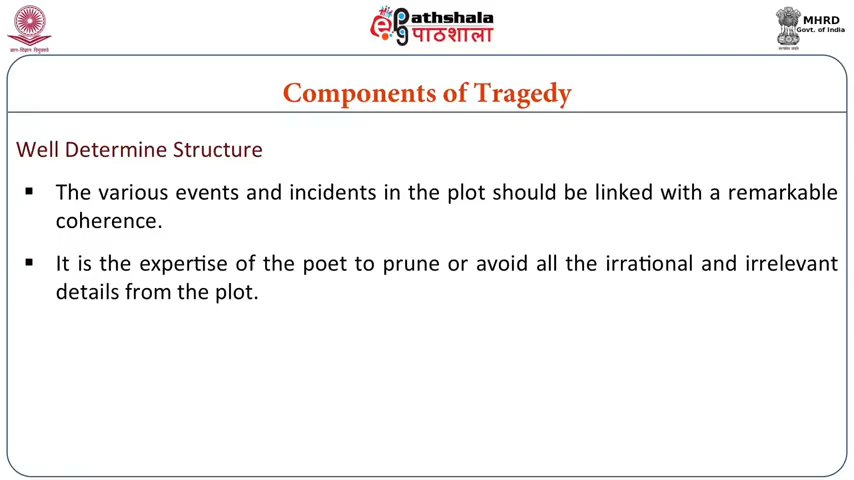 ePathshala
पाठशाला
MHRD
Govt. of India
Components of Tragedy
Well Determine Structure
▪ The various events and incidents in the plot should be linked with a remarkable
coherence.
▪ It is the expertise of the poet to prune or avoid all the irrational and irrelevant
details from the plot.